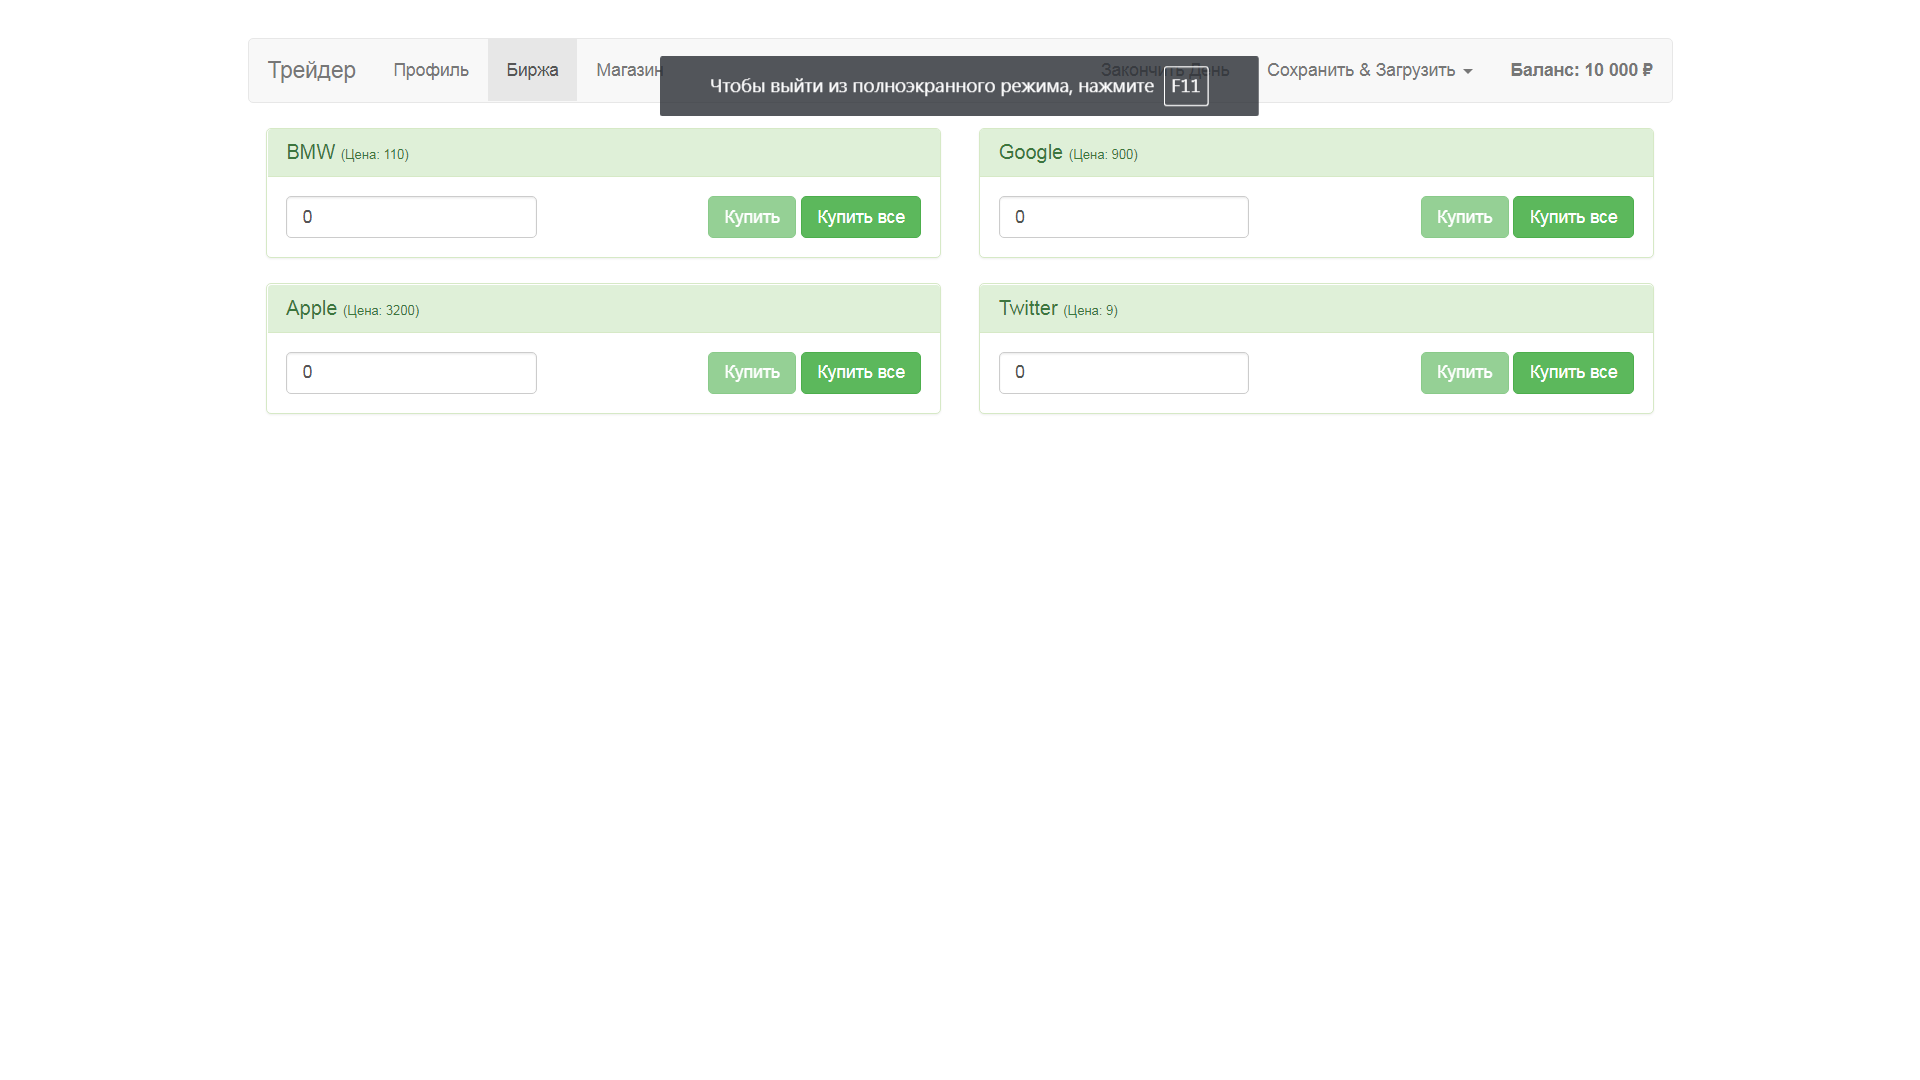 Трейдер Профиль Биржа Магазин Закончить День Сохранить & Загрузить Баланс: 10 000 ₽
Чтобы выйти из полноэкранного режима, нажмите F11
BMW (Цена: 110)
0 Купить Купить все
Google (Цена: 900)
0 Купить Купить все
Apple (Цена: 3200)
0 Купить Купить все
Twitter (Цена: 9)
0 Купить Купить все